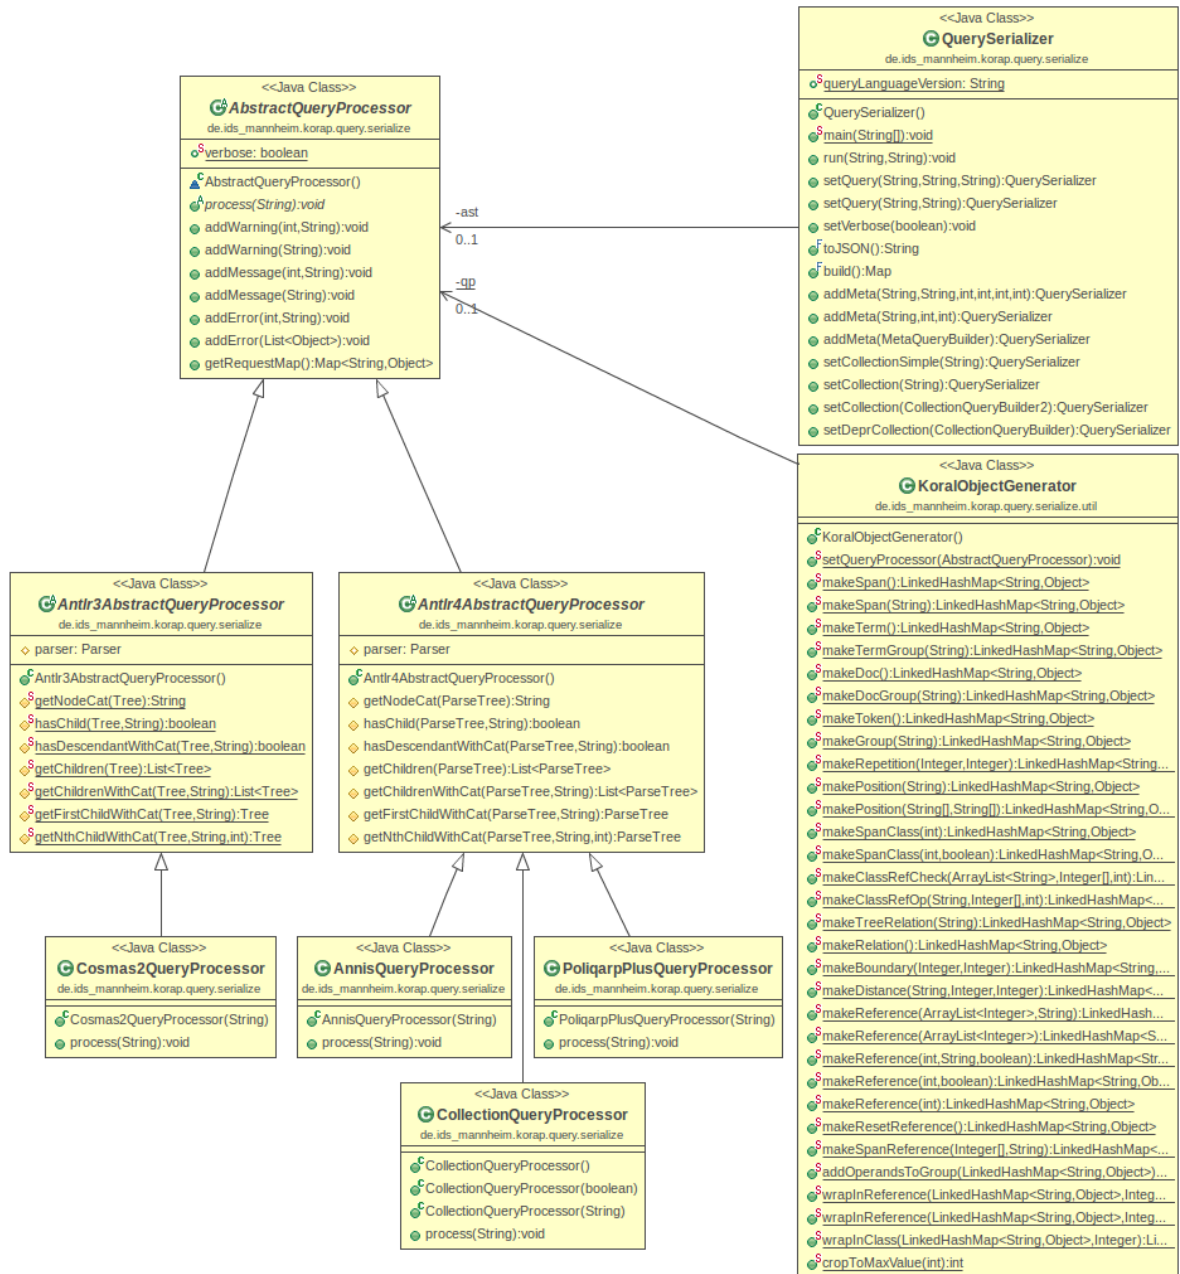 <<Java Class>>
QuerySerializer
de.ids_mannheim.korap.query.serialize
queryLanguageVersion: String
QuerySerializer()
main(String[]):void
run(String,String):void
setQuery(String,String,String):QuerySerializer
setQuery(String,String):QuerySerializer
setVerbose(boolean):void
toJSON():String
build():Map
addMeta(String,String,int,int,int,int):QuerySerializer
addMeta(String,int,int):QuerySerializer
addMeta(MetaQueryBuilder):QuerySerializer
setCollectionSimple(String):QuerySerializer
setCollection(String):QuerySerializer
setCollection(CollectionQueryBuilder2):QuerySerializer
setDeprCollection(CollectionQueryBuilder):QuerySerializer
<<Java Class>>
AbstractQueryProcessor
de.ids_mannheim.korap.query.serialize
verbose: boolean
AbstractQueryProcessor()
process(String):void
addWarning(int,String):void
addWarning(String):void
addMessage(int,String):void
addMessage(String):void
addError(int,String):void
addError(List<Object>):void
getRequestMap():Map<String,Object>
-ast
0..1
-qp
0..1
<<Java Class>>
KoralObjectGenerator
de.ids_mannheim.korap.query.serialize.util
KoralObjectGenerator()
setQueryProcessor(AbstractQueryProcessor):void
makeSpan():LinkedHashMap<String,Object>
makeSpan(String):LinkedHashMap<String,Object>
makeTerm():LinkedHashMap<String,Object>
makeTermGroup(String):LinkedHashMap<String,Object>
makeDoc():LinkedHashMap<String,Object>
makeDocGroup(String):LinkedHashMap<String,Object>
makeToken():LinkedHashMap<String,Object>
makeGroup(String):LinkedHashMap<String,Object>
makeRepetition(Integer,Integer):LinkedHashMap<String...
makePosition(String):LinkedHashMap<String,Object>
makePosition(String[],String[]):LinkedHashMap<String,O...
makeSpanClass(int):LinkedHashMap<String,Object>
makeSpanClass(int,boolean):LinkedHashMap<String,O...
makeClassRefCheck(ArrayList<String>,Integer[],int):Lin...
makeClassRefOp(String,Integer[],int):LinkedHashMap<...
makeTreeRelation(String):LinkedHashMap<String,Object>
makeRelation():LinkedHashMap<String,Object>
makeBoundary(Integer,Integer):LinkedHashMap<String,...
makeDistance(String,Integer,Integer):LinkedHashMap<...
makeReference(ArrayList<Integer>,String):LinkedHash...
makeReference(ArrayList<Integer>):LinkedHashMap<S...
makeReference(int,String,boolean):LinkedHashMap<Str...
makeReference(int,boolean):LinkedHashMap<String,Ob...
makeReference(int):LinkedHashMap<String,Object>
makeResetReference():LinkedHashMap<String,Object>
makeSpanReference(Integer[],String):LinkedHashMap<...
addOperandsToGroup(LinkedHashMap<String,Object>)...
wrapInReference(LinkedHashMap<String,Object>,Integ...
wrapInReference(LinkedHashMap<String,Object>,Integ...
wrapInClass(LinkedHashMap<String,Object>,Integer):Li...
cropToMaxValue(int):int
<<Java Class>>
Antlr3AbstractQueryProcessor
de.ids_mannheim.korap.query.serialize
parser: Parser
Antlr3AbstractQueryProcessor()
getNodeCat(Tree):String
hasChild(Tree,String):boolean
hasDescendantWithCat(Tree,String):boolean
getChildren(Tree):List<Tree>
getChildrenWithCat(Tree,String):List<Tree>
getFirstChildWithCat(Tree,String):Tree
getNthChildWithCat(Tree,String,int):Tree
<<Java Class>>
Antlr4AbstractQueryProcessor
de.ids_mannheim.korap.query.serialize
parser: Parser
Antlr4AbstractQueryProcessor()
getNodeCat(ParseTree):String
hasChild(ParseTree,String):boolean
hasDescendantWithCat(ParseTree,String):boolean
getChildren(ParseTree):List<ParseTree>
getChildrenWithCat(ParseTree,String):List<ParseTree>
getFirstChildWithCat(ParseTree,String):ParseTree
getNthChildWithCat(ParseTree,String,int):ParseTree
<<Java Class>>
Cosmas2QueryProcessor
de.ids_mannheim.korap.query.serialize
Cosmas2QueryProcessor(String)
process(String):void
<<Java Class>>
AnnisQueryProcessor
de.ids_mannheim.korap.query.serialize
AnnisQueryProcessor(String)
process(String):void
<<Java Class>>
PoliqarpPlusQueryProcessor
de.ids_mannheim.korap.query.serialize
PoliqarpPlusQueryProcessor(String)
process(String):void
<<Java Class>>
CollectionQueryProcessor
de.ids_mannheim.korap.query.serialize
CollectionQueryProcessor()
CollectionQueryProcessor(boolean)
CollectionQueryProcessor(String)
process(String):void